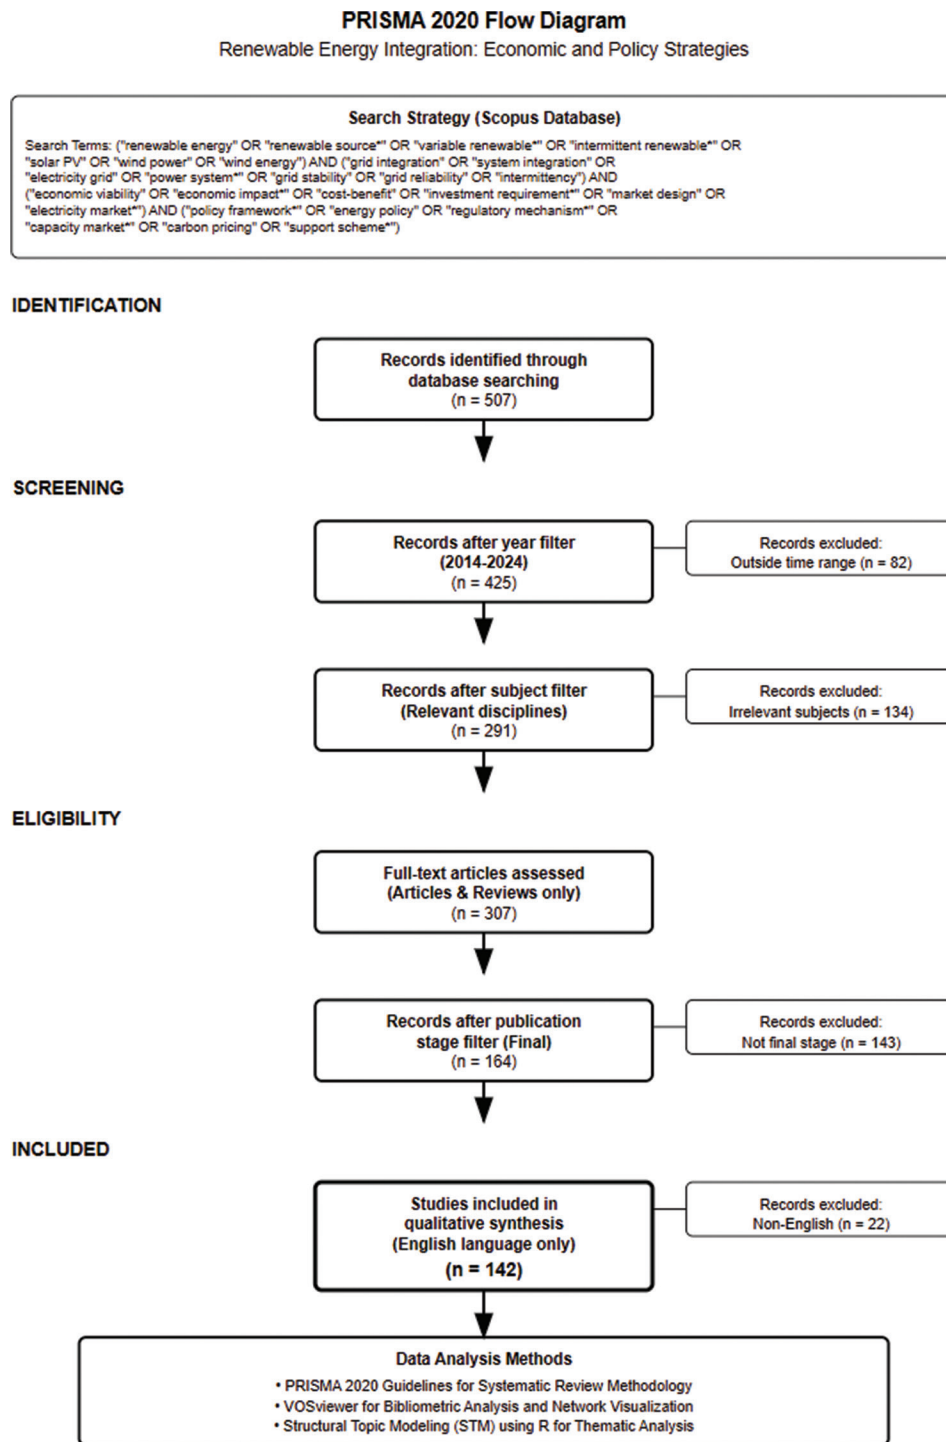 PRISMA 2020 Flow Diagram
Renewable Energy Integration: Economic and Policy Strategies
Search Strategy (Scopus Database)
Search Terms: ("renewable energy" OR "renewable source*" OR "variable renewable*" OR "intermittent renewable*" OR
"solar PV" OR "wind power" OR "wind energy") AND ("grid integration" OR "system integration" OR
"electricity grid" OR "power system*" OR "grid stability" OR "grid reliability" OR "intermittency") AND
("economic viability" OR "economic impact*" OR "cost-benefit" OR "investment requirement*" OR "market design" OR
"electricity market*") AND ("policy framework*" OR "energy policy" OR "regulatory mechanism*" OR
"capacity market*" OR "carbon pricing" OR "support scheme*")
IDENTIFICATION
Records identified through
database searching
(n = 507)
SCREENING
Records after year filter
(2014-2024)
n = 425)
Records excluded:
Outside time range (n = 82)
Records after subject filter
(Relevant disciplines)
(n = 291)
Records excluded:
Irrelevant subjects (n = 134)
ELIGIBILITY
Full-text articles assessed
(Articles & Reviews only)
(n = 307)
Records after publication
stage filter (Final)
(n = 164)
Records excluded:
Not final stage (n = 143)
INCLUDED
Studies included in
qualitative synthesis
(English language only)
(n = 142)
Records excluded:
Non-English (n = 22)
Data Analysis Methods
• PRISMA 2020 Guidelines for Systematic Review Methodology
• VOSviewer for Bibliometric Analysis and Network Visualization
• Structural Topic Modeling (STM) using R for Thematic Analysis